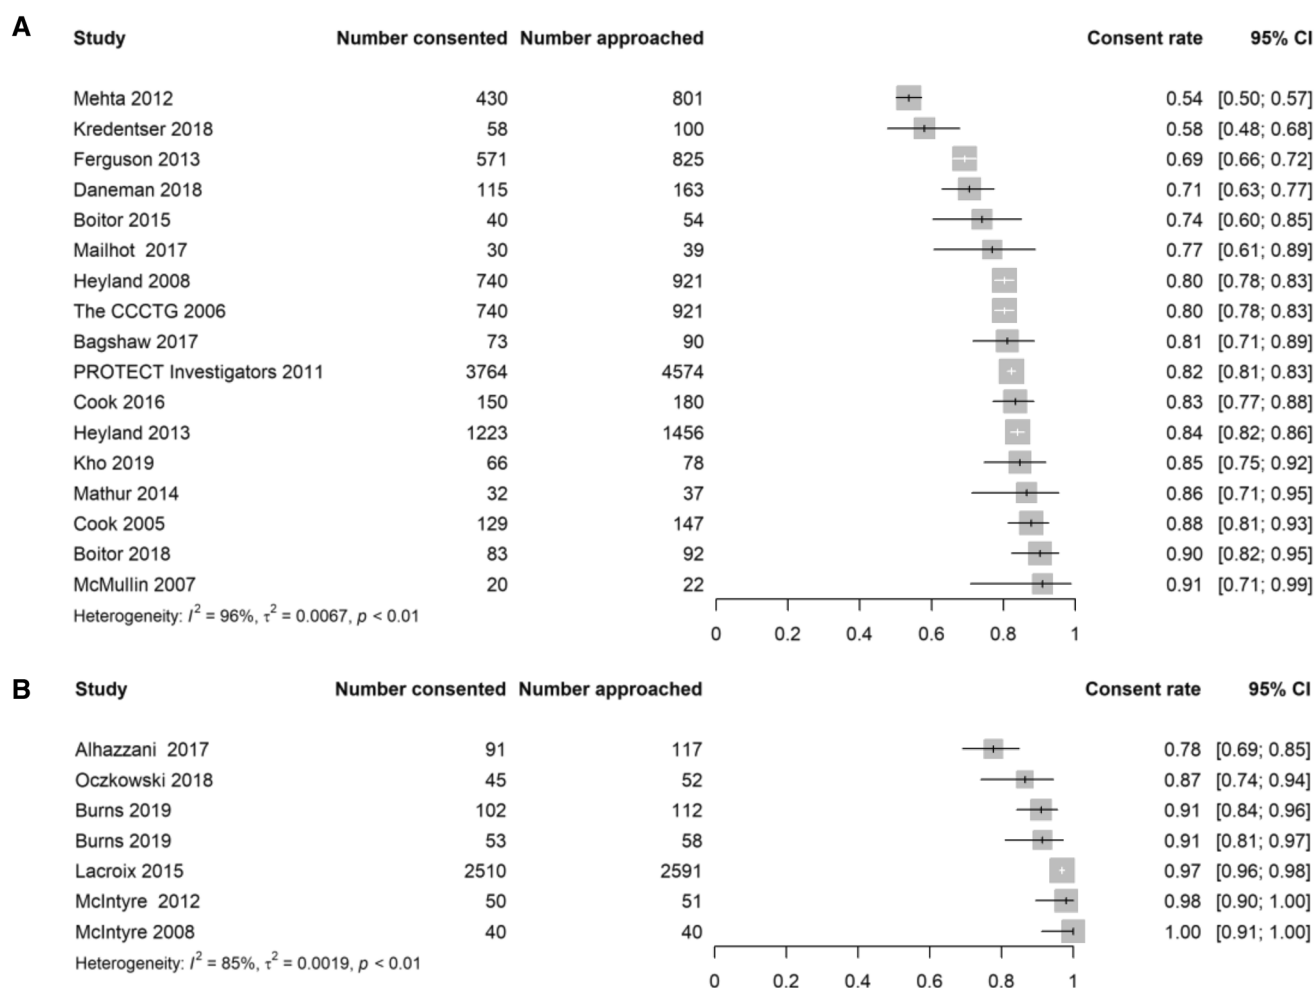 A
Study Number consented Number approached Consent rate 95% CI
Mehta 2012 430 801 0.54 [0.50; 0.57]
Kredentser 2018 58 100 0.58 [0.48; 0.68]
Ferguson 2013 571 825 0.69 [0.66; 0.72]
Daneman 2018 115 163 0.71 [0.63; 0.77]
Boitor 2015 40 54 0.74 [0.60; 0.85]
Mailhot 2017 30 39 0.77 [0.61; 0.89]
Heyland 2008 740 921 0.80 [0.78; 0.83]
The CCCTG 2006 740 921 0.80 [0.78; 0.83]
Bagshaw 2017 73 90 0.81 [0.71; 0.89]
PROTECT Investigators 2011 3764 4574 0.82 [0.81; 0.83]
Cook 2016 150 180 0.83 [0.77; 0.88]
Heyland 2013 1223 1456 0.84 [0.82; 0.86]
Kho 2019 66 78 0.85 [0.75; 0.92]
Mathur 2014 32 37 0.86 [0.71; 0.95]
Cook 2005 129 147 0.88 [0.81; 0.93]
Boitor 2018 83 92 0.90 [0.82; 0.95]
McMullin 2007 20 22 0.91 [0.71; 0.99]
Heterogeneity: I² = 96%, τ² = 0.0067, p < 0.01
0 0.2 0.4 0.6 0.8 1
B
Study Number consented Number approached Consent rate 95% CI
Alhazzani 2017 91 117 0.78 [0.69; 0.85]
Oczkowski 2018 45 52 0.87 [0.74; 0.94]
Burns 2019 102 112 0.91 [0.84; 0.96]
Burns 2019 53 58 0.91 [0.81; 0.97]
Lacroix 2015 2510 2591 0.97 [0.96; 0.98]
McIntyre 2012 50 51 0.98 [0.90; 1.00]
McIntyre 2008 40 40 1.00 [0.91; 1.00]
Heterogeneity: I² = 85%, τ² = 0.0019, p < 0.01
0 0.2 0.4 0.6 0.8 1